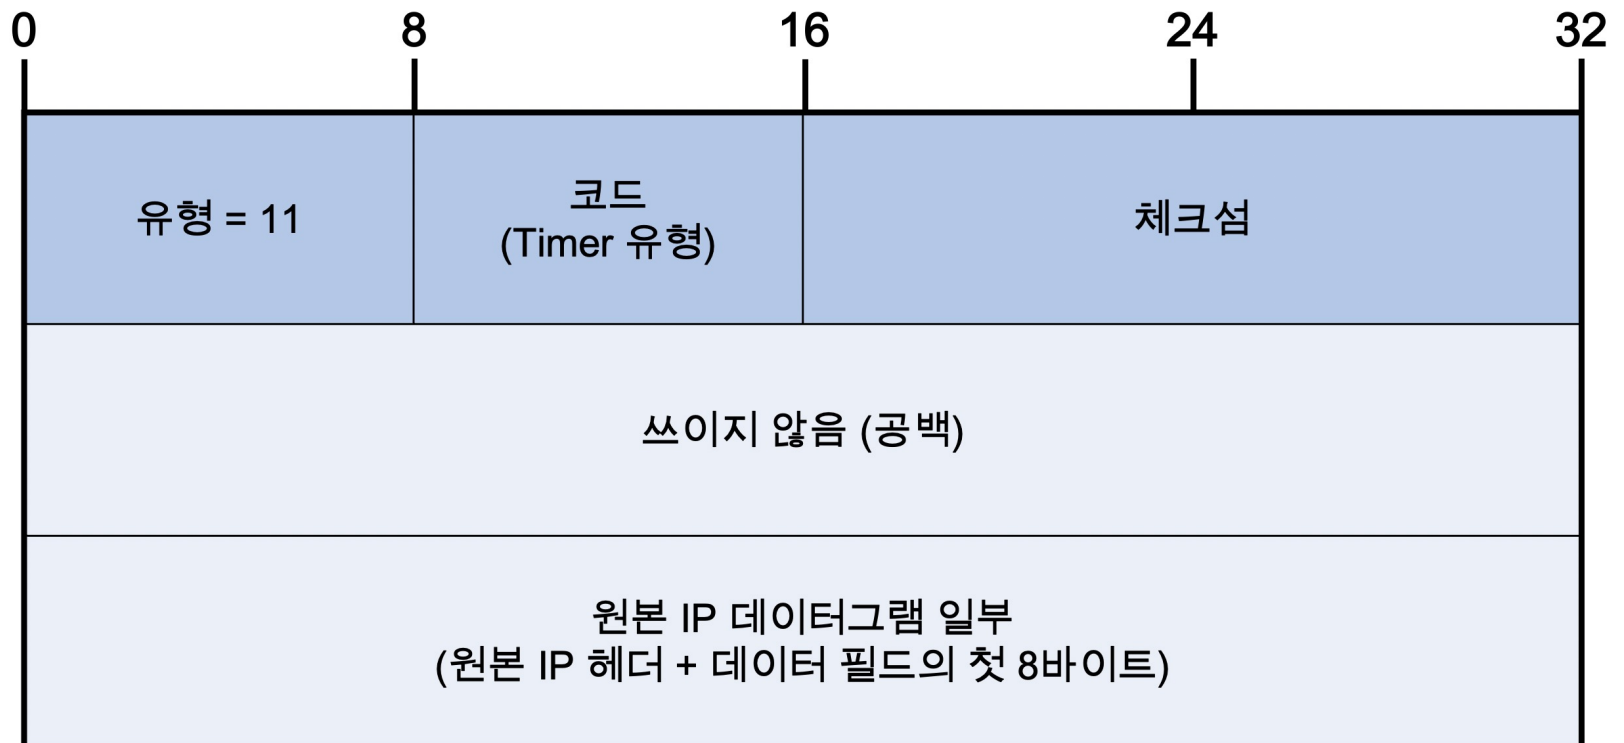 0 8 16 24 32
유형 = 11
코드
(Timer 유형)
체크섬
쓰이지 않음 (공백)
원본 IP 데이터그램 일부
(원본 IP 헤더 + 데이터 필드의 첫 8바이트)